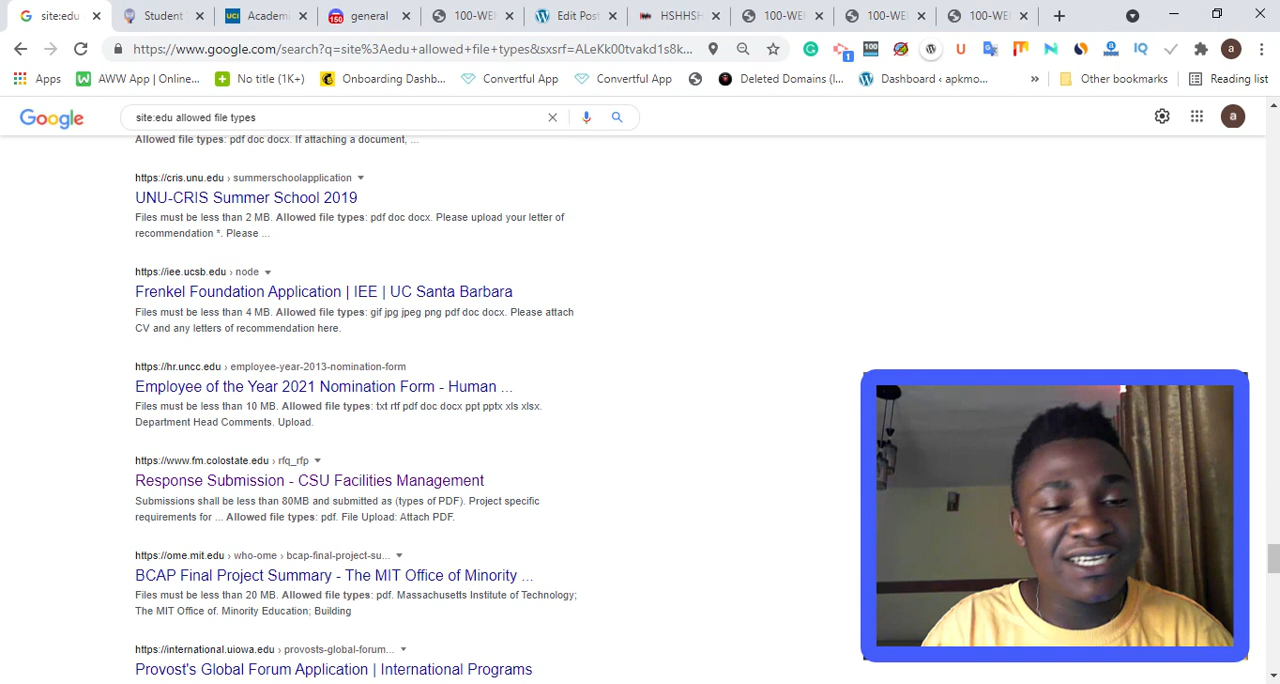 site:edu
Student
UCI Academi
150 general
100-WE
Edit Post
HSHHSH
100-WE
100-WE
100-WE
https://www.google.com/search?q=site%3Aedu+allowed+file+types&sxsrf=ALeKk00tvakd1s8k...
100
1
IQ
a
Apps
AWW App | Online...
No title (1K+)
Onboarding Dashb...
Convertful App
Convertful App
Deleted Domains (l...
Dashboard ‹ apkmo...
»
Other bookmarks
Reading list
Google
site:edu allowed file types
a
Allowed file types: pdf doc docx. If attaching a document, ...
https://cris.unu.edu › summerschoolapplication
UNU-CRIS Summer School 2019
Files must be less than 2 MB. Allowed file types: pdf doc docx. Please upload your letter of
recommendation *. Please ...
https://iee.ucsb.edu › node
Frenkel Foundation Application | IEE | UC Santa Barbara
Files must be less than 4 MB. Allowed file types: gif jpg jpeg png pdf doc docx. Please attach
CV and any letters of recommendation here.
https://hr.uncc.edu › employee-year-2013-nomination-form
Employee of the Year 2021 Nomination Form - Human ...
Files must be less than 10 MB. Allowed file types: txt rtf pdf doc docx ppt pptx xls xlsx.
Department Head Comments. Upload.
https://www.fm.colostate.edu › rfq_rfp
Response Submission - CSU Facilities Management
Submissions shall be less than 80MB and submitted as (types of PDF). Project specific
requirements for ... Allowed file types: pdf. File Upload: Attach PDF.
https://ome.mit.edu › who-ome › bcap-final-project-su...
BCAP Final Project Summary - The MIT Office of Minority ...
Files must be less than 20 MB. Allowed file types: pdf. Massachusetts Institute of Technology;
The MIT Office of. Minority Education; Building
https://international.uiowa.edu › provosts-global-forum...
Provost's Global Forum Application | International Programs